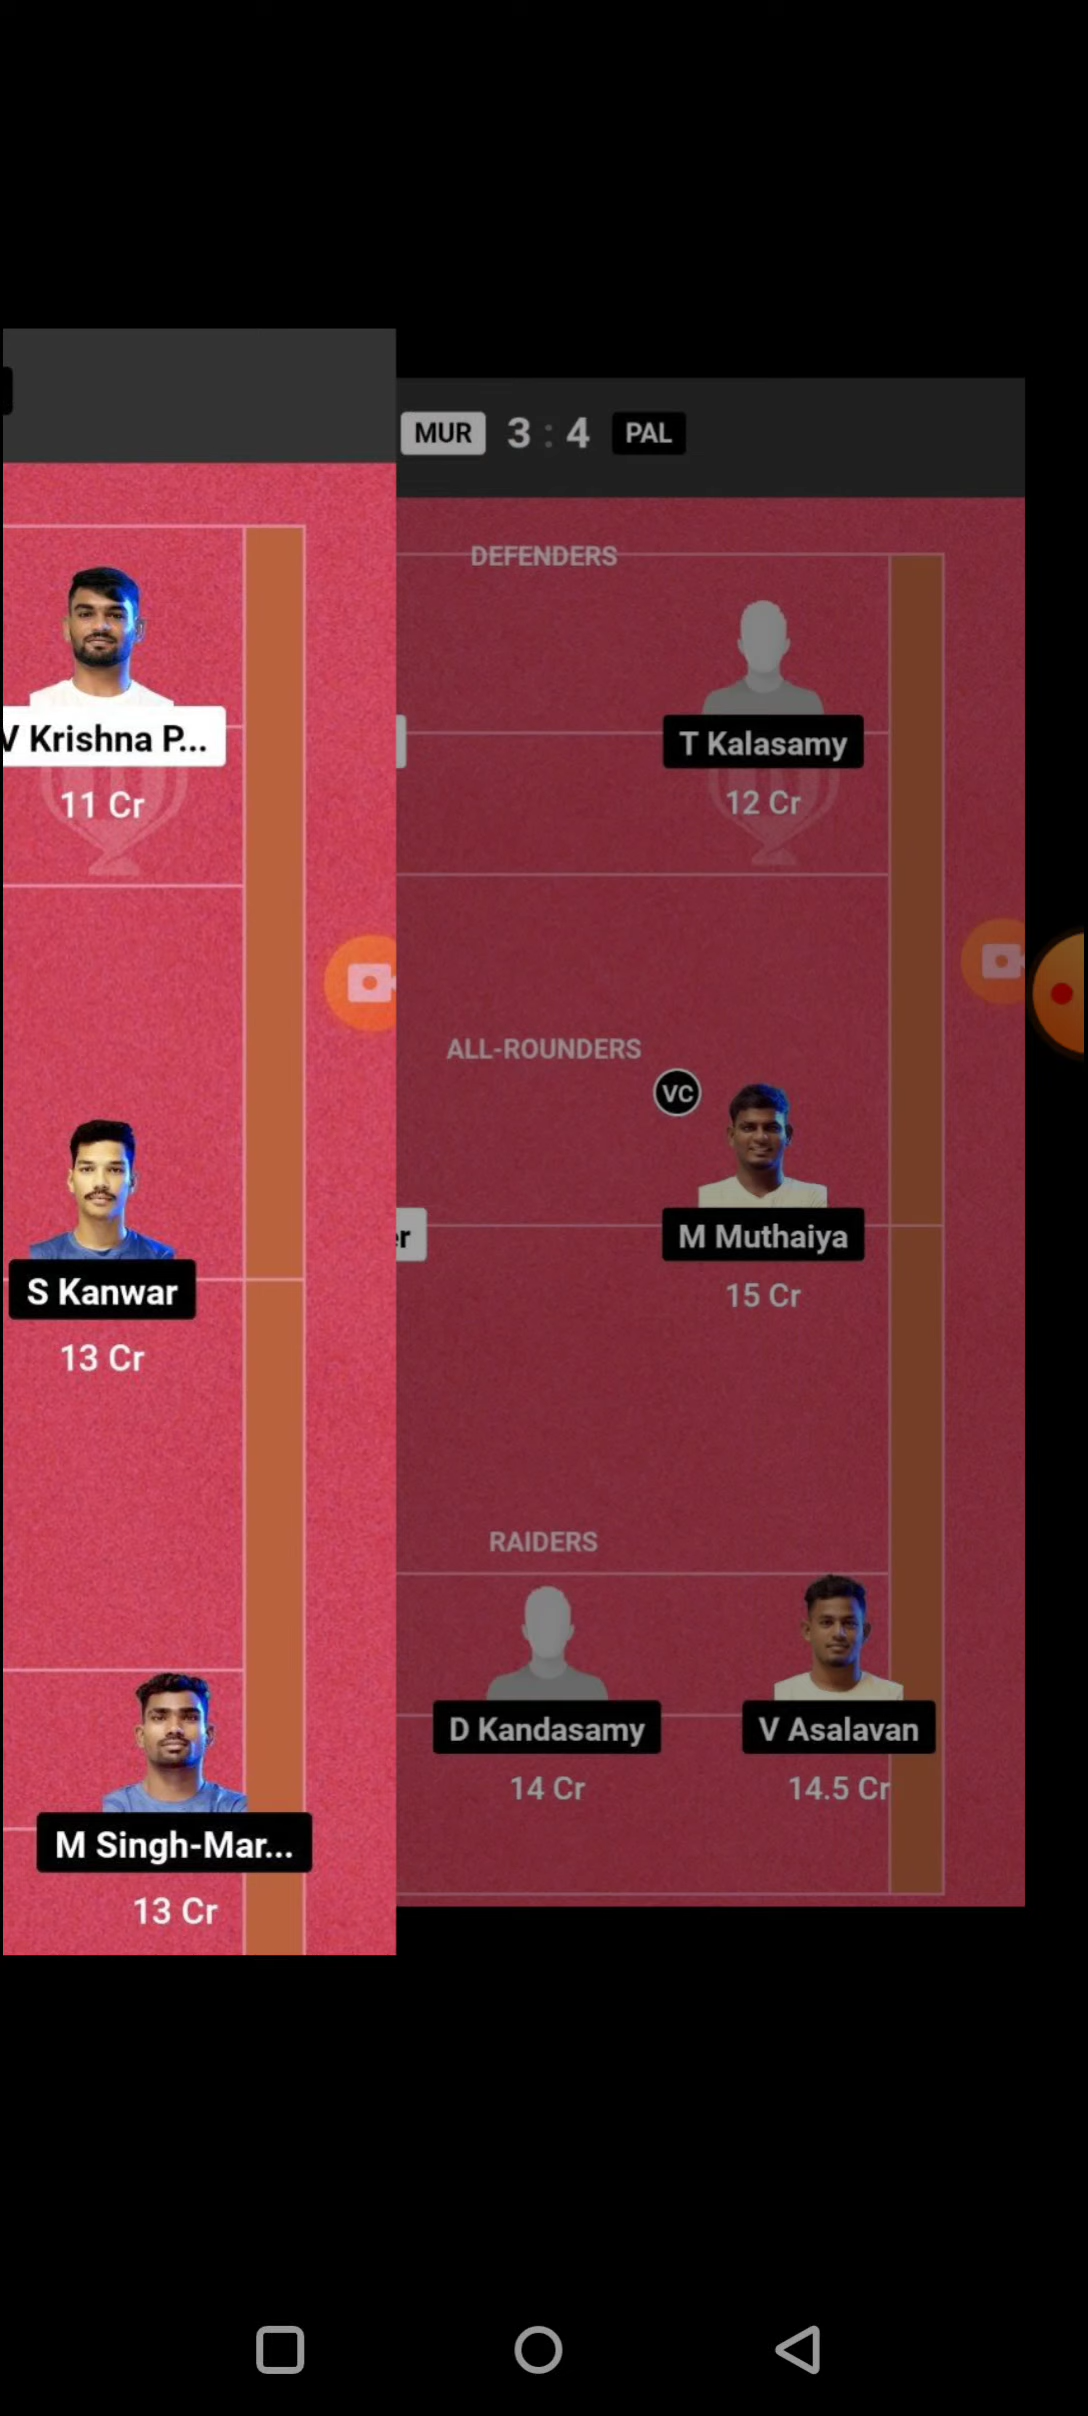 V Krishna P...
11 Cr
S Kanwar
13 Cr
M Singh-Mar...
13 Cr
MUR 3 : 4 PAL
DEFENDERS
T Kalasamy
12 Cr
ALL-ROUNDERS
VC
M Muthaiya
15 Cr
RAIDERS
D Kandasamy
14 Cr
V Asalavan
14.5 Cr